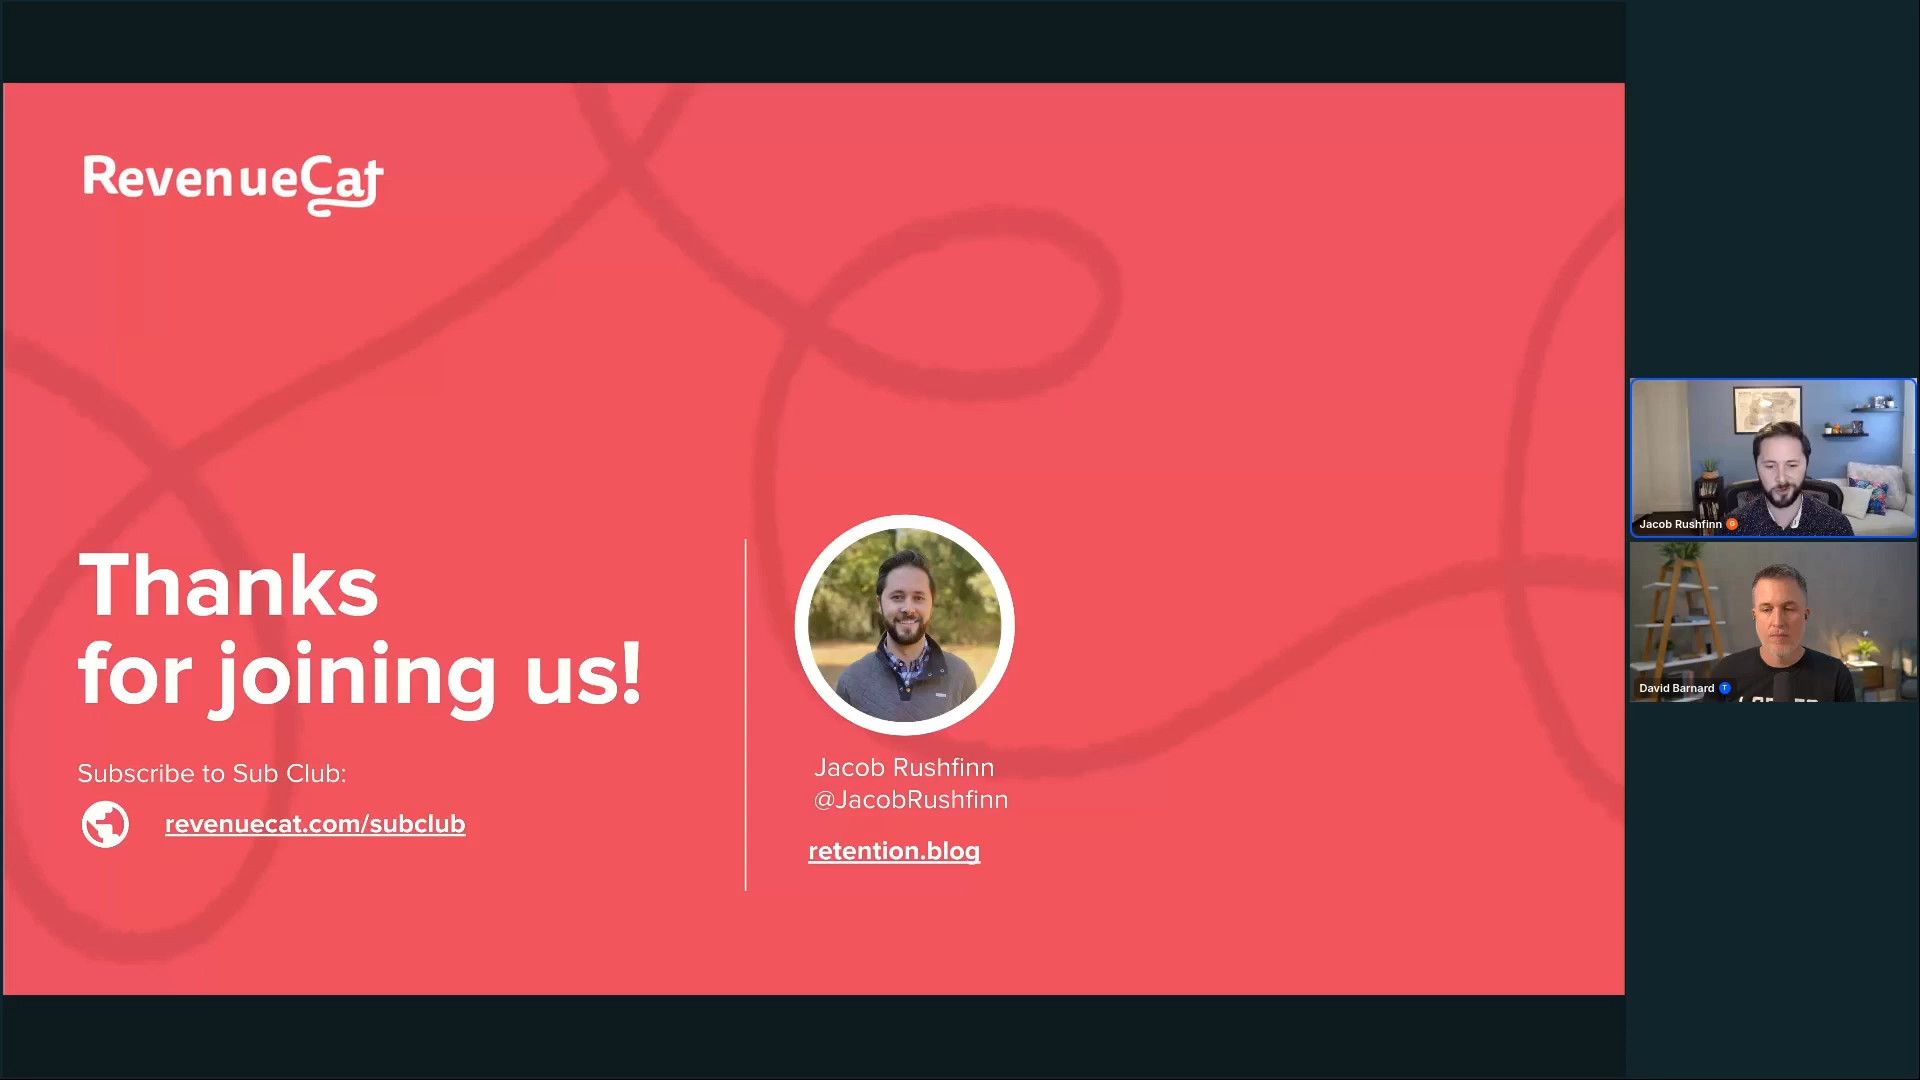 RevenueCat
Thanks
for joining us!
Subscribe to Sub Club:
revenuecat.com/subclub
Jacob Rushfinn
@JacobRushfinn
retention.blog
Jacob Rushfinn G
David Barnard T